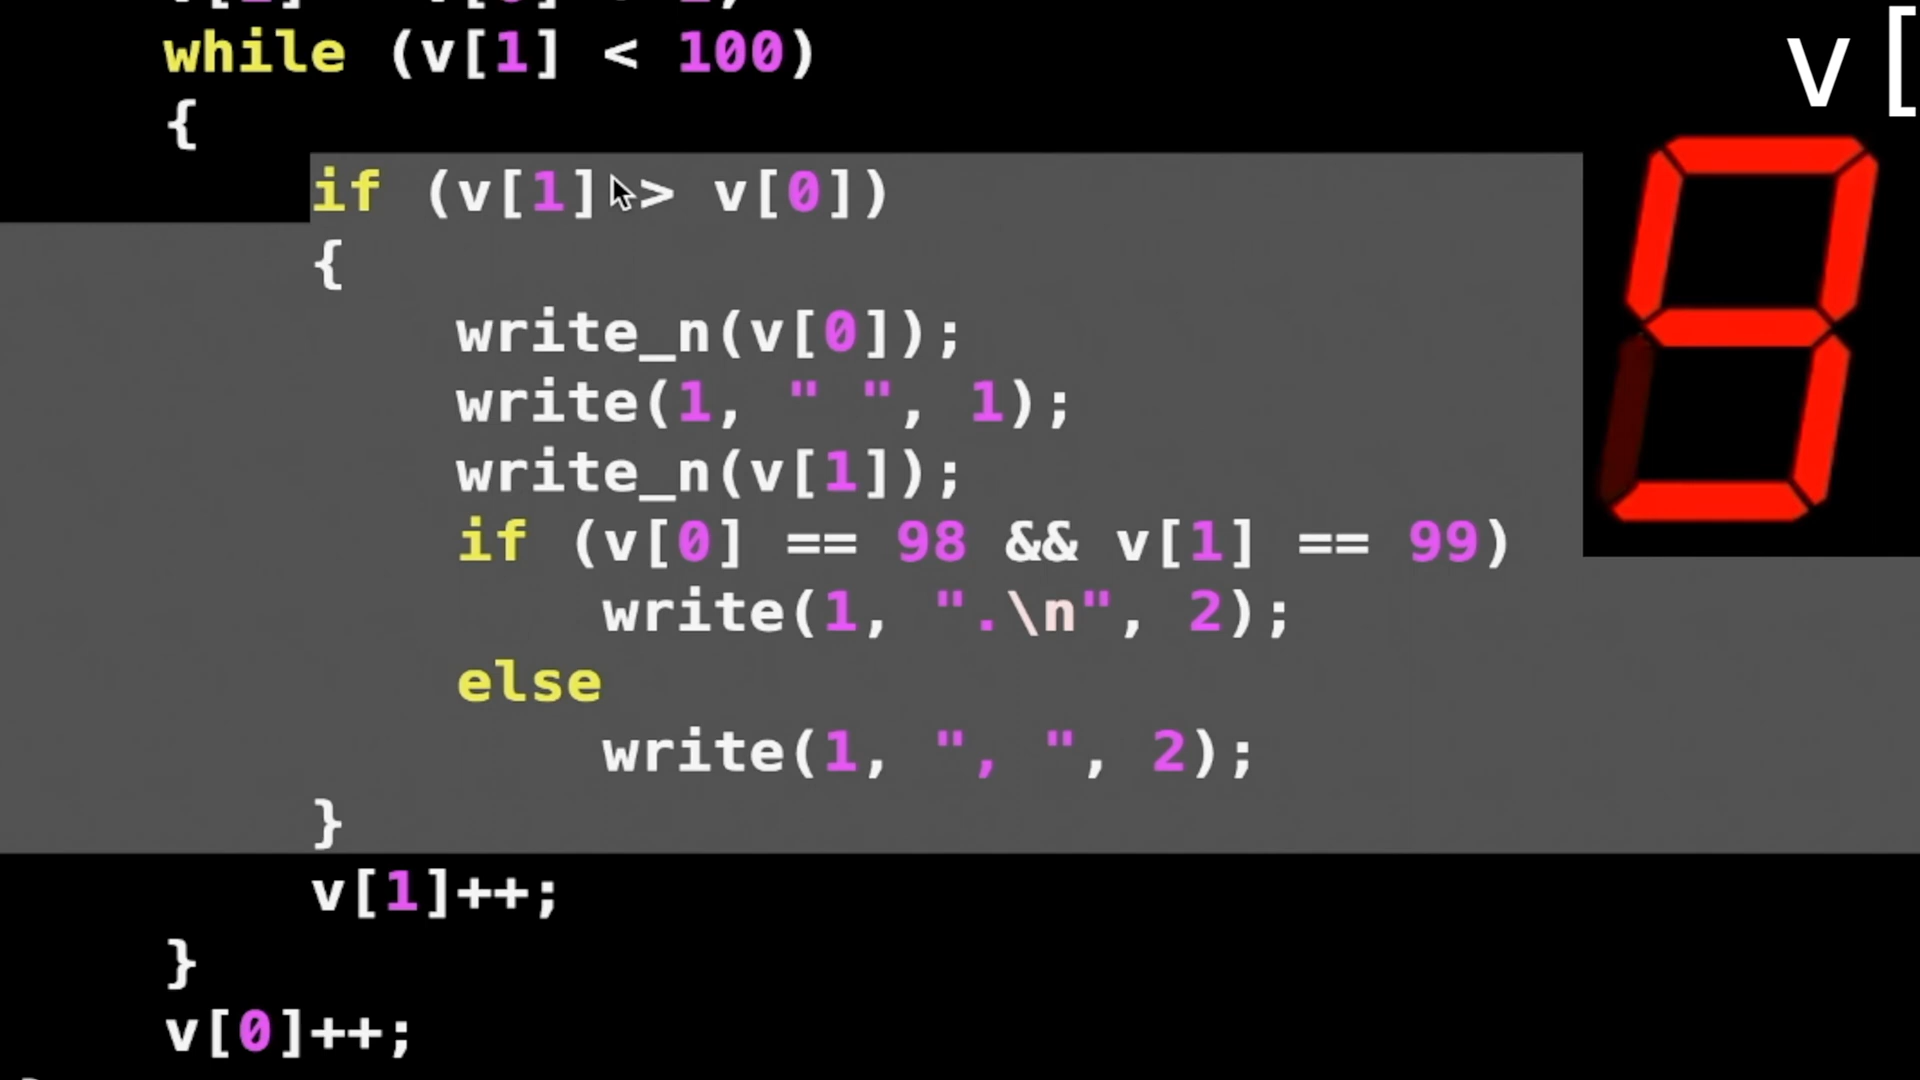 while (v[1] < 100)
{
if (v[1] > v[0])
{
write_n(v[0]);
write(1, " ", 1);
write_n(v[1]);
if (v[0] == 98 && v[1] == 99)
write(1, ".\n", 2);
else
write(1, ", ", 2);
}
v[1]++;
}
v[0]++;
v[
9